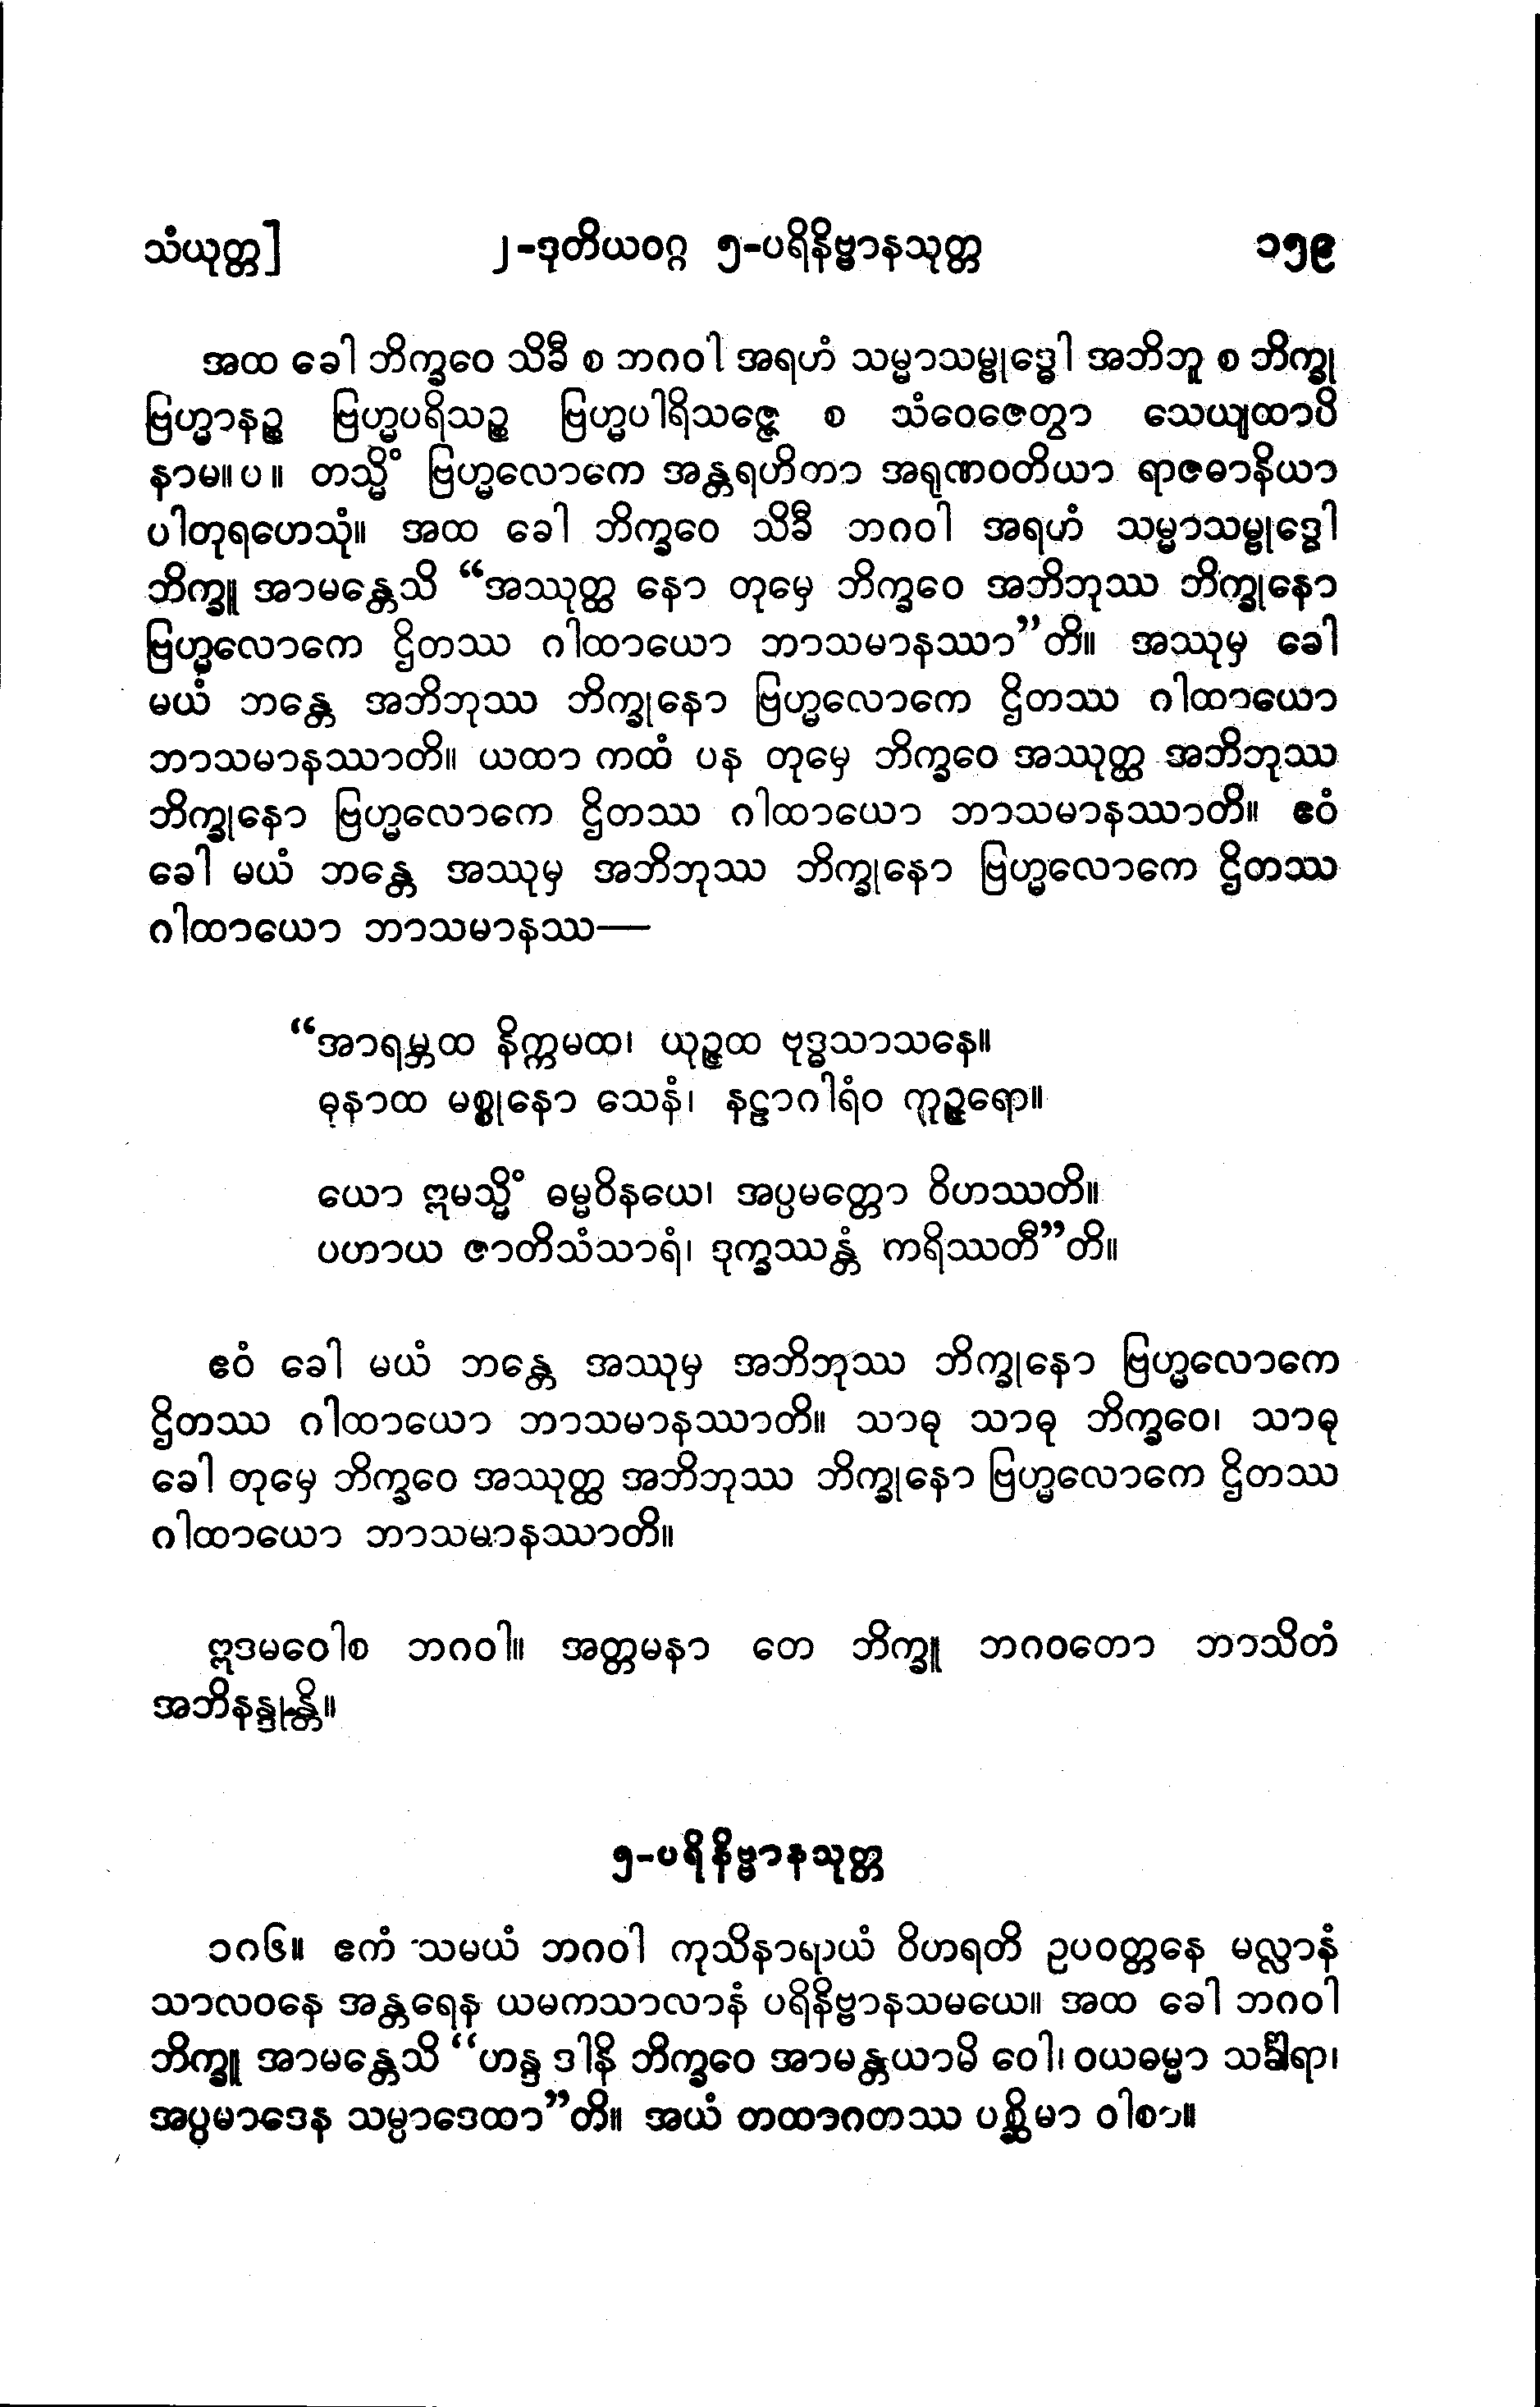 သံယုတ္တ] ၂-ဒုတိယဝဂ္ဂ ၅-ပရိနိဗ္ဗာနသုတ္တ ၁၅၉
အထ ခေါ ဘိက္ခဝေ သိခီ စ ဘဂဝါ အရဟံ သမ္မာသမ္ဗုဒ္ဓေါ အဘိဘူ စ ဘိက္ခု
ဗြဟ္မာနဉ္စ ဗြဟ္မပရိသဉ္စ ဗြဟ္မပါရိသဇ္ဇေ စ သံဝေဇေတွာ သေယျထာပိ
နာမ။ပ။ တသ္မိံ ဗြဟ္မလောကေ အန္တရဟိတာ အရုဏဝတိယာ ရာဇဓာနိယာ
ပါတုရဟေသုံ။ အထ ခေါ ဘိက္ခဝေ သိခီ ဘဂဝါ အရဟံ သမ္မာသမ္ဗုဒ္ဓေါ
ဘိက္ခူ အာမန္တေသိ “အဿုတ္ထ နော တုမှေ ဘိက္ခဝေ အဘိဘုဿ ဘိက္ခုနော
ဗြဟ္မလောကေ ဌိတဿ ဂါထာယော ဘာသမာနဿာ”တိ။ အဿုမှ ခေါ
မယံ ဘန္တေ အဘိဘုဿ ဘိက္ခုနော ဗြဟ္မလောကေ ဌိတဿ ဂါထာယော
ဘာသမာနဿာတိ။ ယထာ ကထံ ပန တုမှေ ဘိက္ခဝေ အဿုတ္ထ အဘိဘုဿ
ဘိက္ခုနော ဗြဟ္မလောကေ ဌိတဿ ဂါထာယော ဘာသမာနဿာတိ။ ဧဝံ
ခေါ မယံ ဘန္တေ အဿုမှ အဘိဘုဿ ဘိက္ခုနော ဗြဟ္မလောကေ ဌိတဿ
ဂါထာယော ဘာသမာနဿ—
“အာရမ္ဘထ နိက္ကမထ၊ ယုဉ္ဇထ ဗုဒ္ဓသာသနေ။
ဓုနာထ မစ္စုနော သေနံ၊ နဠာဂါရံဝ ကုဉ္ဇရော။
ယော ဣမသ္မိံ ဓမ္မဝိနယေ၊ အပ္ပမတ္တော ဝိဟဿတိ။
ပဟာယ ဇာတိသံသာရံ၊ ဒုက္ခဿန္တံ ကရိဿတီ”တိ။
ဧဝံ ခေါ မယံ ဘန္တေ အဿုမှ အဘိဘုဿ ဘိက္ခုနော ဗြဟ္မလောကေ
ဌိတဿ ဂါထာယော ဘာသမာနဿာတိ။ သာဓု သာဓု ဘိက္ခဝေ၊ သာဓု
ခေါ တုမှေ ဘိက္ခဝေ အဿုတ္ထ အဘိဘုဿ ဘိက္ခုနော ဗြဟ္မလောကေ ဌိတဿ
ဂါထာယော ဘာသမာနဿာတိ။
ဣဒမဝေါစ ဘဂဝါ။ အတ္တမနာ တေ ဘိက္ခူ ဘဂဝတော ဘာသိတံ
အဘိနန္ဒုန္တိ။
၅-ပရိနိဗ္ဗာနသုတ္တ
၁၈၆။ ဧကံ သမယံ ဘဂဝါ ကုသိနာရာယံ ဝိဟရတိ ဥပဝတ္တနေ မလ္လာနံ
သာလဝနေ အန္တရေန ယမကသာလာနံ ပရိနိဗ္ဗာနသမယေ။ အထ ခေါ ဘဂဝါ
ဘိက္ခူ အာမန္တေသိ “ဟန္ဒ ဒါနိ ဘိက္ခဝေ အာမန္တယာမိ ဝေါ၊ ဝယဓမ္မာ သင်္ခါရာ၊
အပ္ပမာဒေန သမ္ပာဒေထာ”တိ။ အယံ တထာဂတဿ ပစ္ဆိမာ ဝါစာ။